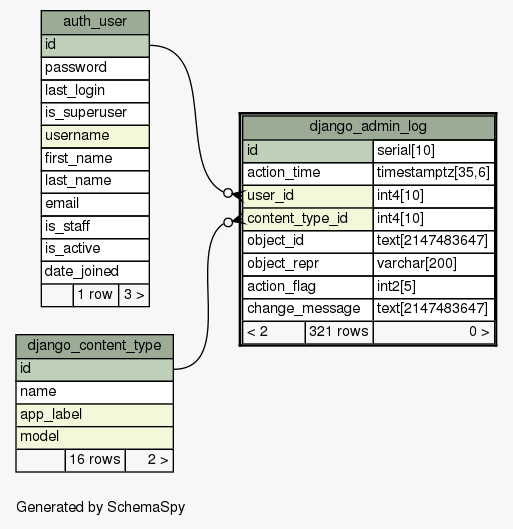 auth_user
id
password
last_login
is_superuser
username
first_name
last_name
email
is_staff
is_active
date_joined
1 row 3 >
django_admin_log
id serial[10]
action_time timestamptz[35,6]
user_id int4[10]
content_type_id int4[10]
object_id text[2147483647]
object_repr varchar[200]
action_flag int2[5]
change_message text[2147483647]
< 2 321 rows 0 >
django_content_type
id
name
app_label
model
16 rows 2 >
Generated by SchemaSpy